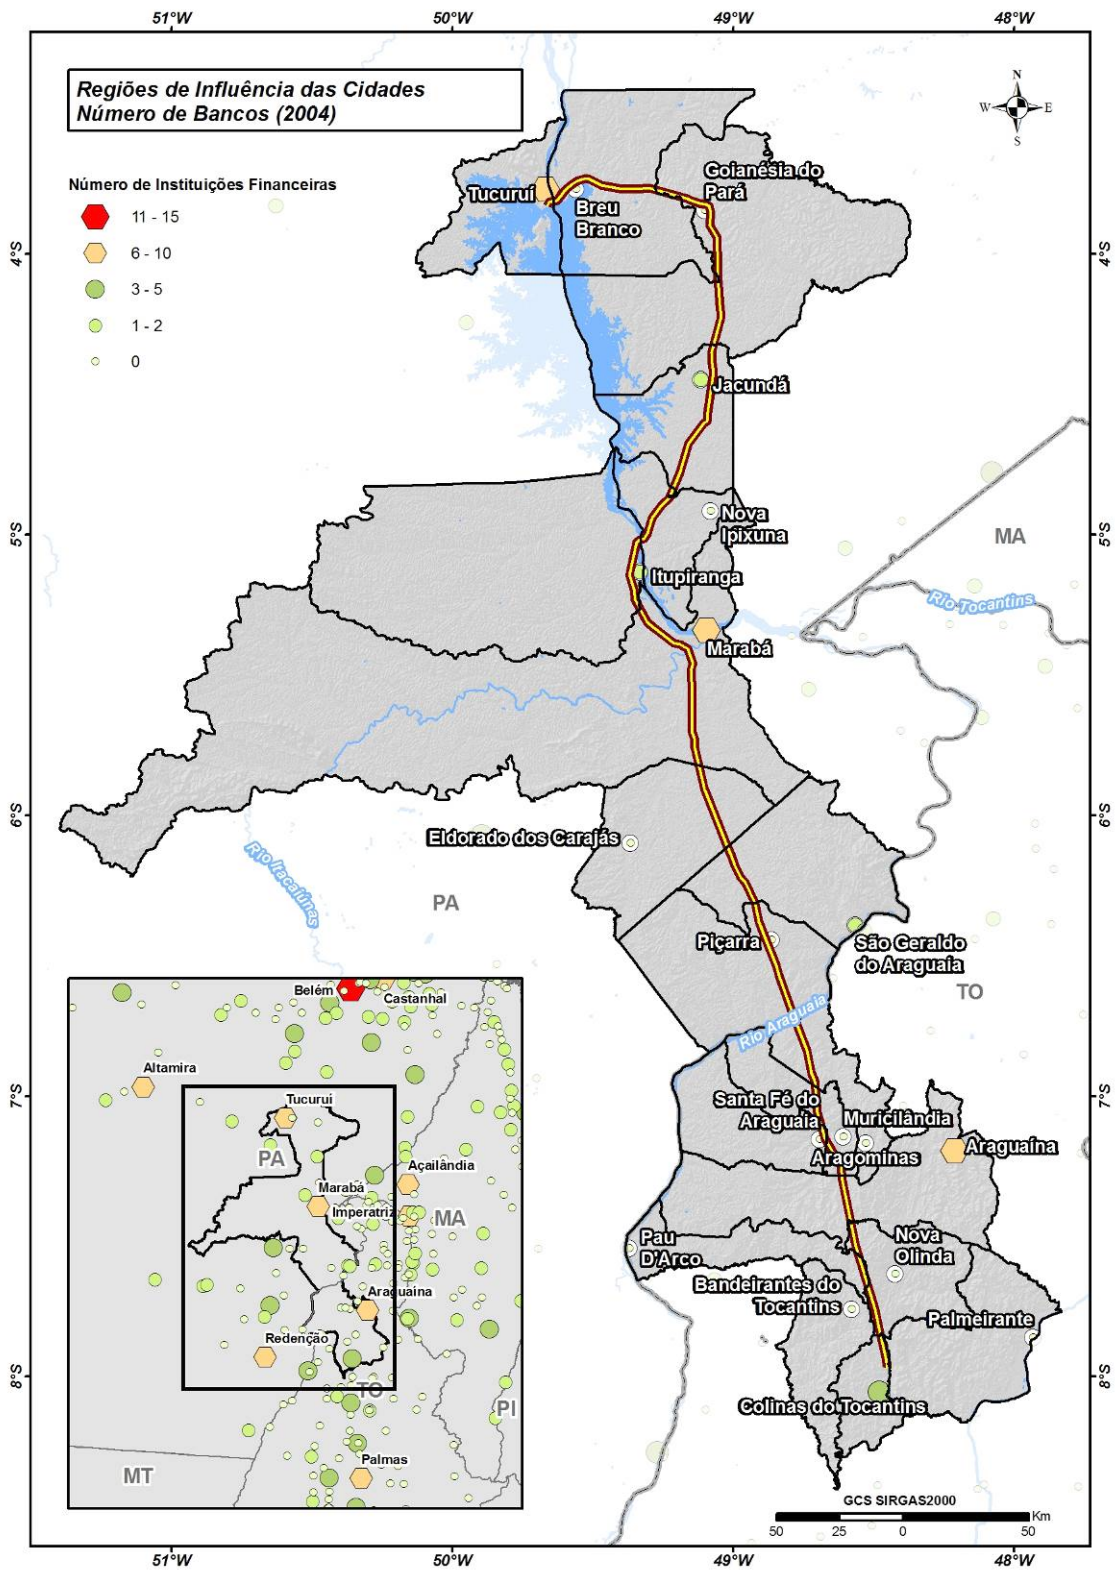 51°W
50°W
49°W
48°W
Regiões de Influência das Cidades
Número de Bancos (2004)
N
W
E
S
Número de Instituições Financeiras
11 - 15
6 - 10
3 - 5
1 - 2
0
4°S
4°S
5°S
5°S
6°S
6°S
7°S
7°S
8°S
8°S
Tucuruí
Breu
Branco
Goianésia do
Pará
Jacundá
Nova
Ipixuna
MA
Itupiranga
Rio Tocantins
Marabá
Eldorado dos Carajás
Rio Itacaiúnas
PA
Piçarra
São Geraldo
do Araguaia
TO
Rio Araguaia
Santa Fé do
Araguaia
Muricilândia
Aragominas
Araguaína
Pau
D'Arco
Nova
Olinda
Bandeirantes do
Tocantins
Palmeirante
Colinas do Tocantins
Belém
Castanhal
Altamira
Tucuruí
PA
Açailândia
Marabá
Imperatriz
MA
Araguaína
Redenção
TO
PI
MT
Palmas
GCS SIRGAS2000
Km
50
25
0
50
51°W
50°W
49°W
48°W